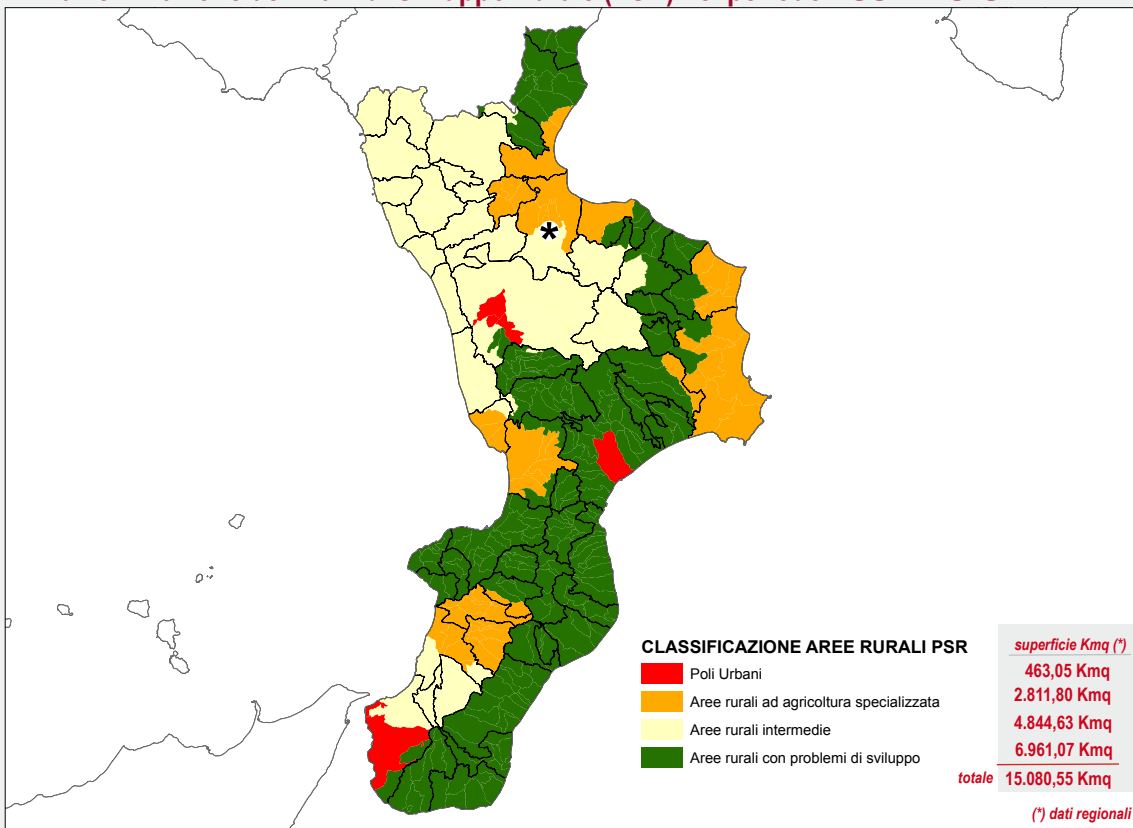 CLASSIFICAZIONE AREE RURALI PSR
superficie Kmq (*)
Poli Urbani
463,05 Kmq
Aree rurali ad agricoltura specializzata
2.811,80 Kmq
Aree rurali intermedie
4.844,63 Kmq
Aree rurali con problemi di sviluppo
6.961,07 Kmq
totale 15.080,55 Kmq
(*) dati regionali
*